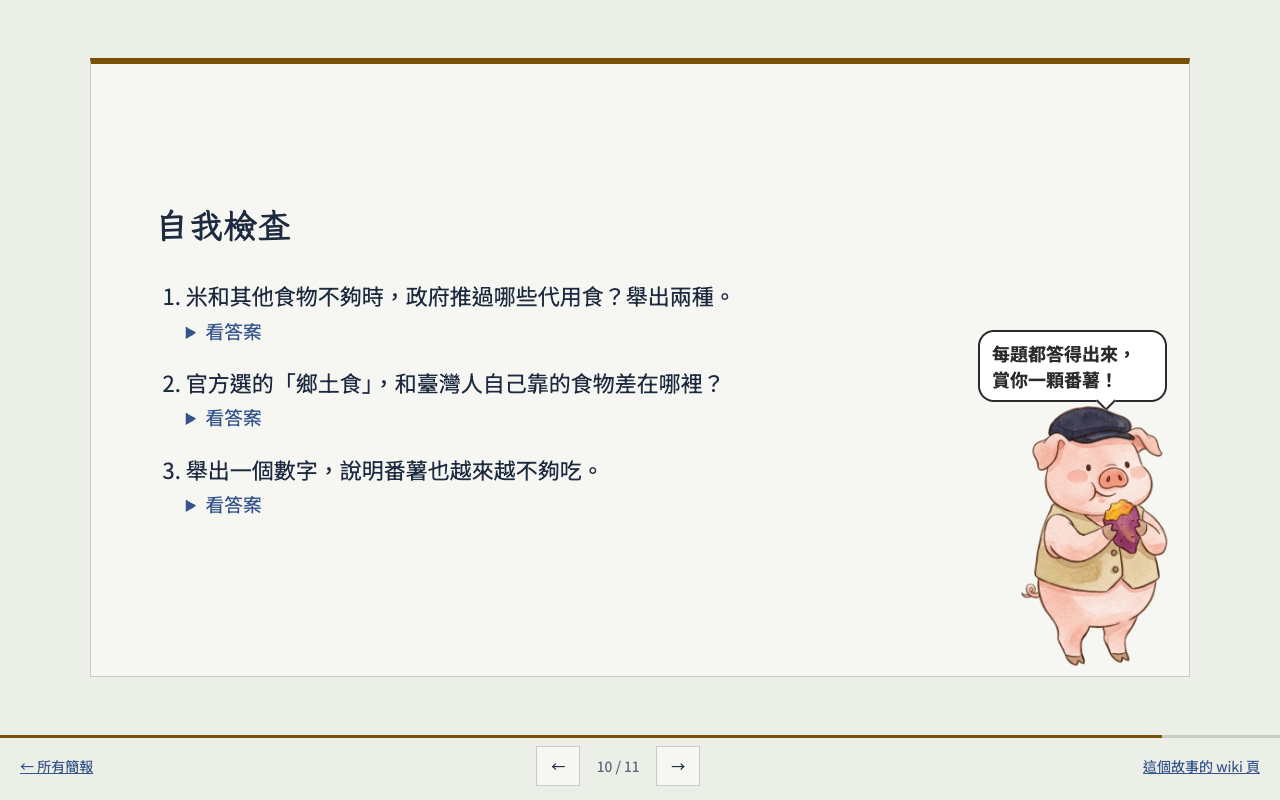 自我檢查
1. 米和其他食物不夠時，政府推過哪些代用食？舉出兩種。
▶ 看答案
2. 官方選的「鄉土食」，和臺灣人自己靠的食物差在哪裡？
▶ 看答案
3. 舉出一個數字，說明番薯也越來越不夠吃。
▶ 看答案
每題都答得出來，
賞你一顆番薯！
← 所有簡報
←
10 / 11
→
這個故事的 wiki 頁